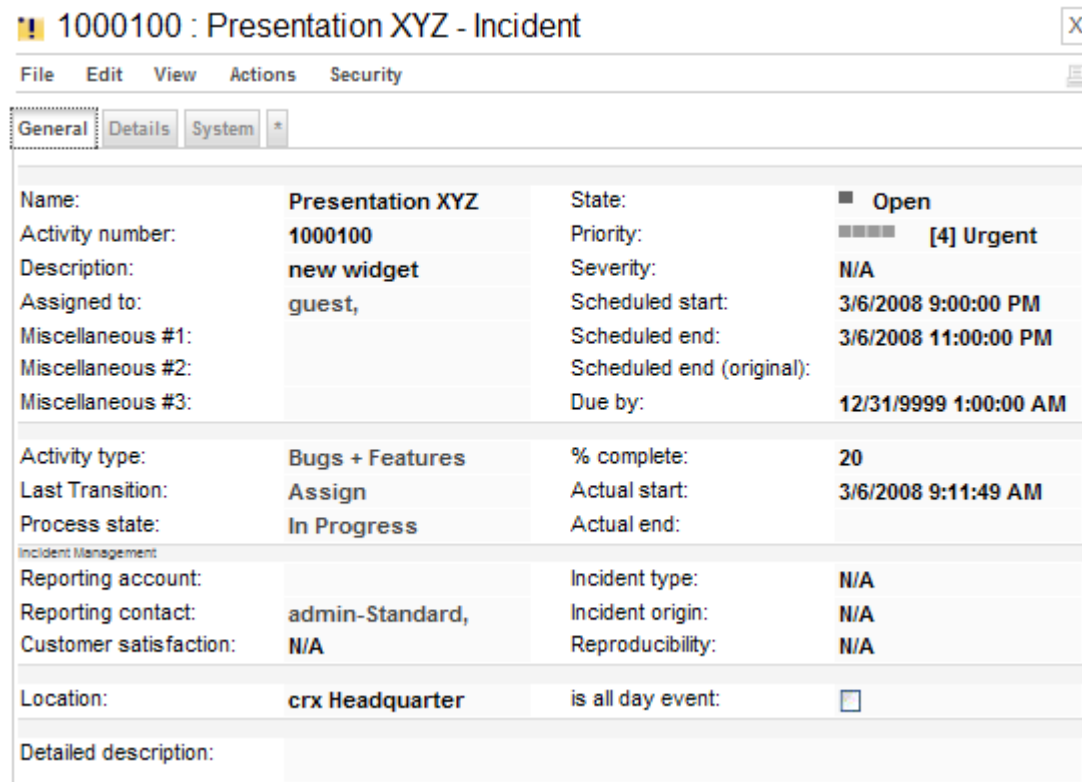 1000100 : Presentation XYZ - Incident
X
File Edit View Actions Security
General Details System *
Name: Presentation XYZ State: Open
Activity number: 1000100 Priority: [4] Urgent
Description: new widget Severity: N/A
Assigned to: guest, Scheduled start: 3/6/2008 9:00:00 PM
Miscellaneous #1: Scheduled end: 3/6/2008 11:00:00 PM
Miscellaneous #2: Scheduled end (original):
Miscellaneous #3: Due by: 12/31/9999 1:00:00 AM
Activity type: Bugs + Features % complete: 20
Last Transition: Assign Actual start: 3/6/2008 9:11:49 AM
Process state: In Progress Actual end:
Incident Management
Reporting account: Incident type: N/A
Reporting contact: admin-Standard, Incident origin: N/A
Customer satisfaction: N/A Reproducibility: N/A
Location: crx Headquarter is all day event:
Detailed description: